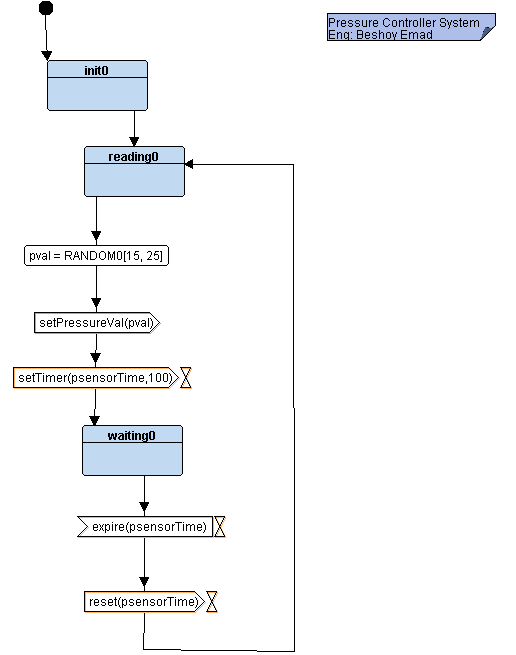 Pressure Controller System
Eng: Beshoy Emad
init0
reading0
pval = RANDOM0[15, 25]
setPressureVal(pval)
setTimer(psensorTime,100)
waiting0
expire(psensorTime)
reset(psensorTime)